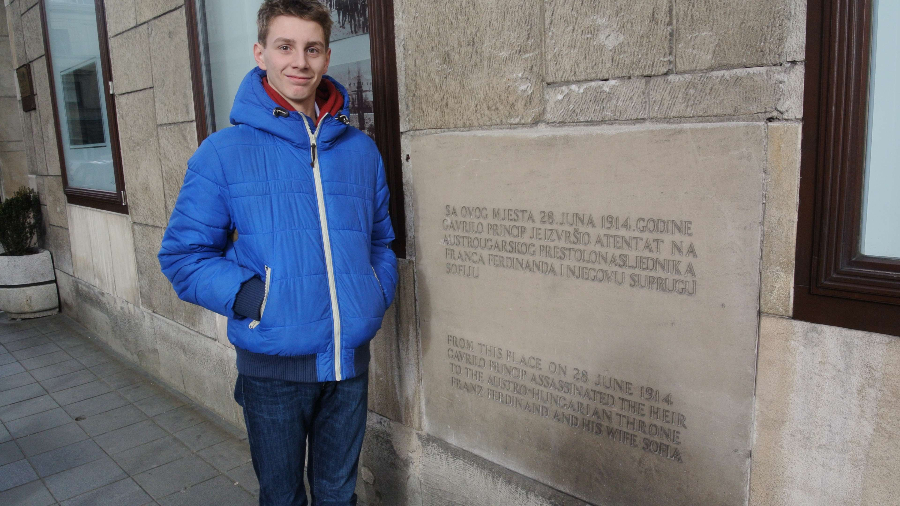 SA OVOG MJESTA 28. JUNA 1914. GODINE
GAVRILO PRINCIP JE IZVRŠIO ATENTAT NA
AUSTROUGARSKOG PRESTOLONASLJEDNIKA
FRANCA FERDINANDA I NJEGOVU SUPRUGU
SOFIJU
FROM THIS PLACE ON 28 JUNE 1914
GAVRILO PRINCIP ASSASSINATED THE HEIR
TO THE AUSTRO-HUNGARIAN THRONE
FRANZ FERDINAND AND HIS WIFE SOFIA